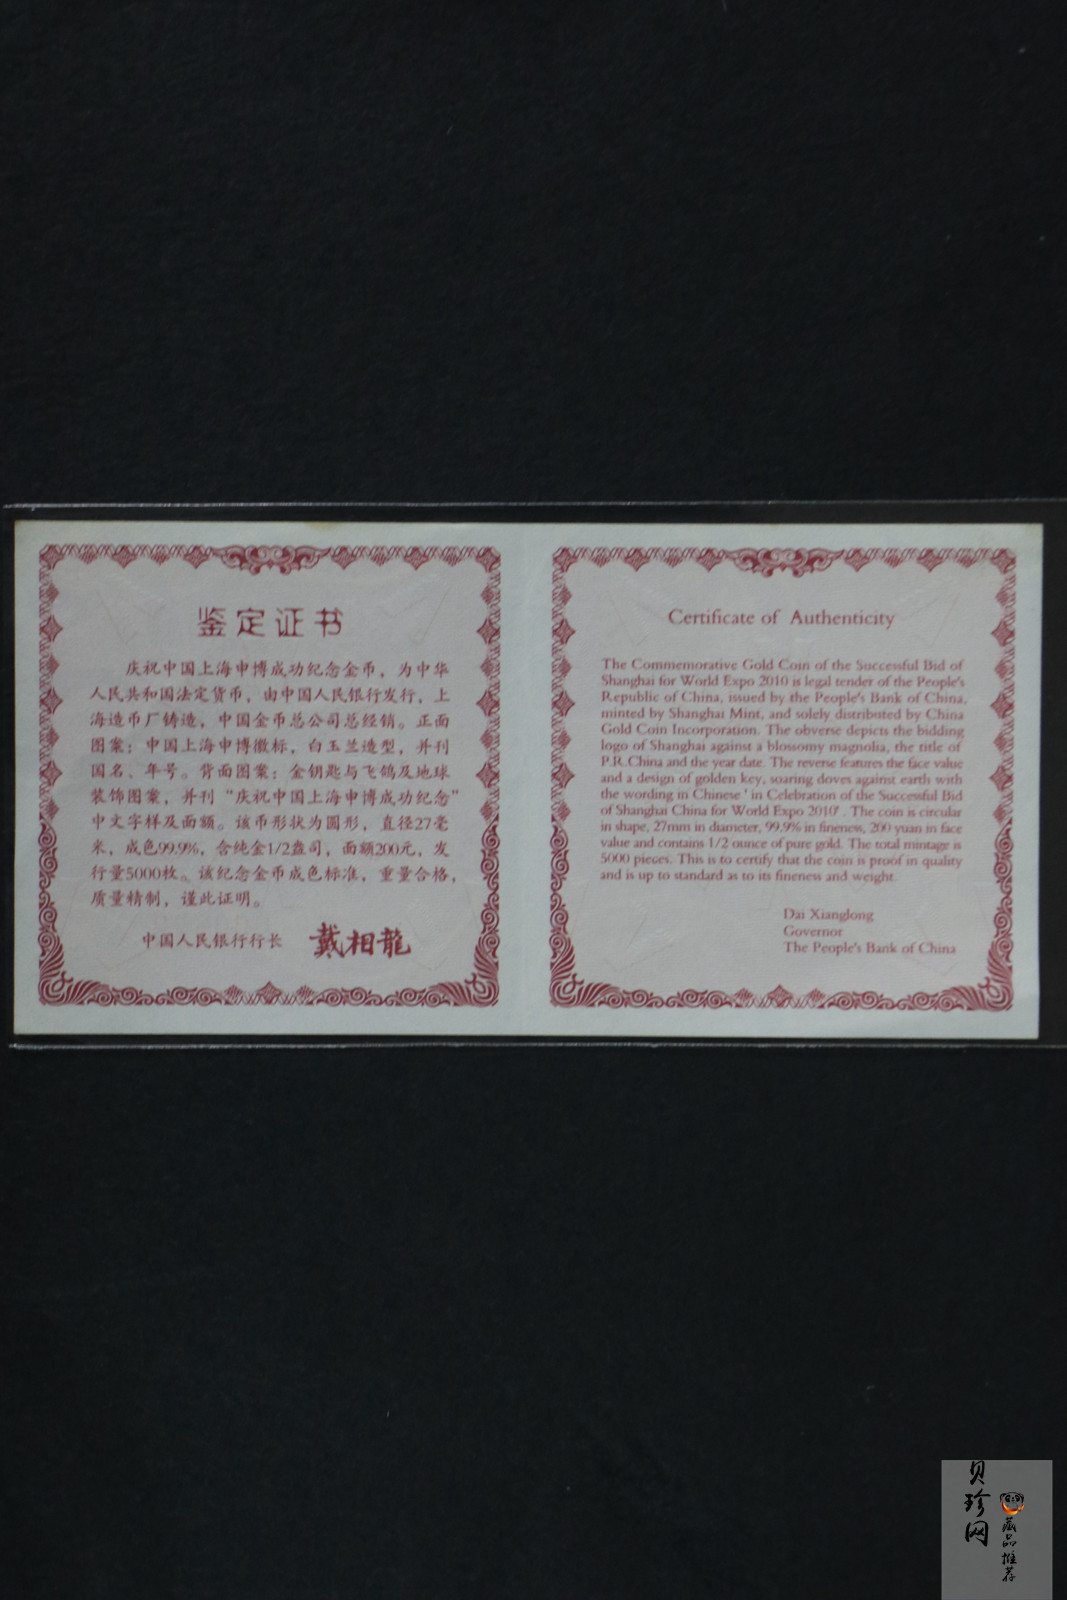 鉴定证书
庆祝中国上海申博成功纪念金币，为中华
人民共和国法定货币，由中国人民银行发行，上
海造币厂铸造，中国金币总公司总经销。正面
图案：中国上海申博徽标，白玉兰造型，并刊
国名、年号。背面图案：金钥匙与飞鸽及地球
装饰图案，并刊“庆祝中国上海申博成功纪念”
中文字样及面额。该币形状为圆形，直径27毫
米，成色99.9%，含纯金1/2盎司，面额200元，发
行量5000枚。该纪念金币成色标准，重量合格，
质量精制，谨此证明。
中国人民银行行长 戴相龍
Certificate of Authenticity
The Commemorative Gold Coin of the Successful Bid of
Shanghai for World Expo 2010 is legal tender of the People's
Republic of China, issued by the People's Bank of China,
minted by Shanghai Mint, and solely distributed by China
Gold Coin Incorporation. The obverse depicts the bidding
logo of Shanghai against a blossomy magnolia, the title of
P.R.China and the year date. The reverse features the face value
and a design of golden key, soaring doves against earth with
the wording in Chinese ' in Celebration of the Successful Bid
of Shanghai China for World Expo 2010' . The coin is circular
in shape, 27mm in diameter, 99.9% in fineness, 200 yuan in face
value and contains 1/2 ounce of pure gold. The total mintage is
5000 pieces. This is to certify that the coin is proof in quality
and is up to standard as to its fineness and weight.
Dai Xianglong
Governor
The People's Bank of China
贝珍网
藏品推荐